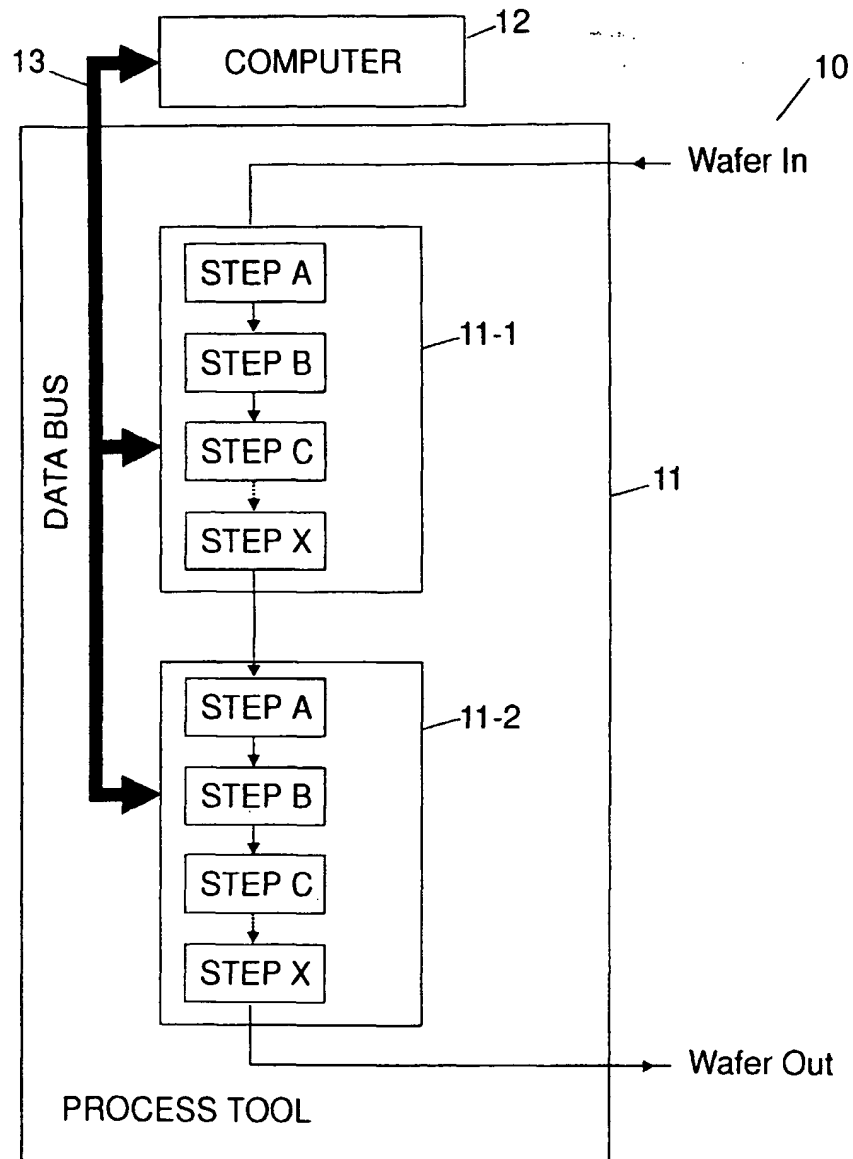 12
COMPUTER
13
10
Wafer In
STEP A
STEP B
11-1
STEP C
STEP X
DATA BUS
11
STEP A
11-2
STEP B
STEP C
STEP X
Wafer Out
PROCESS TOOL